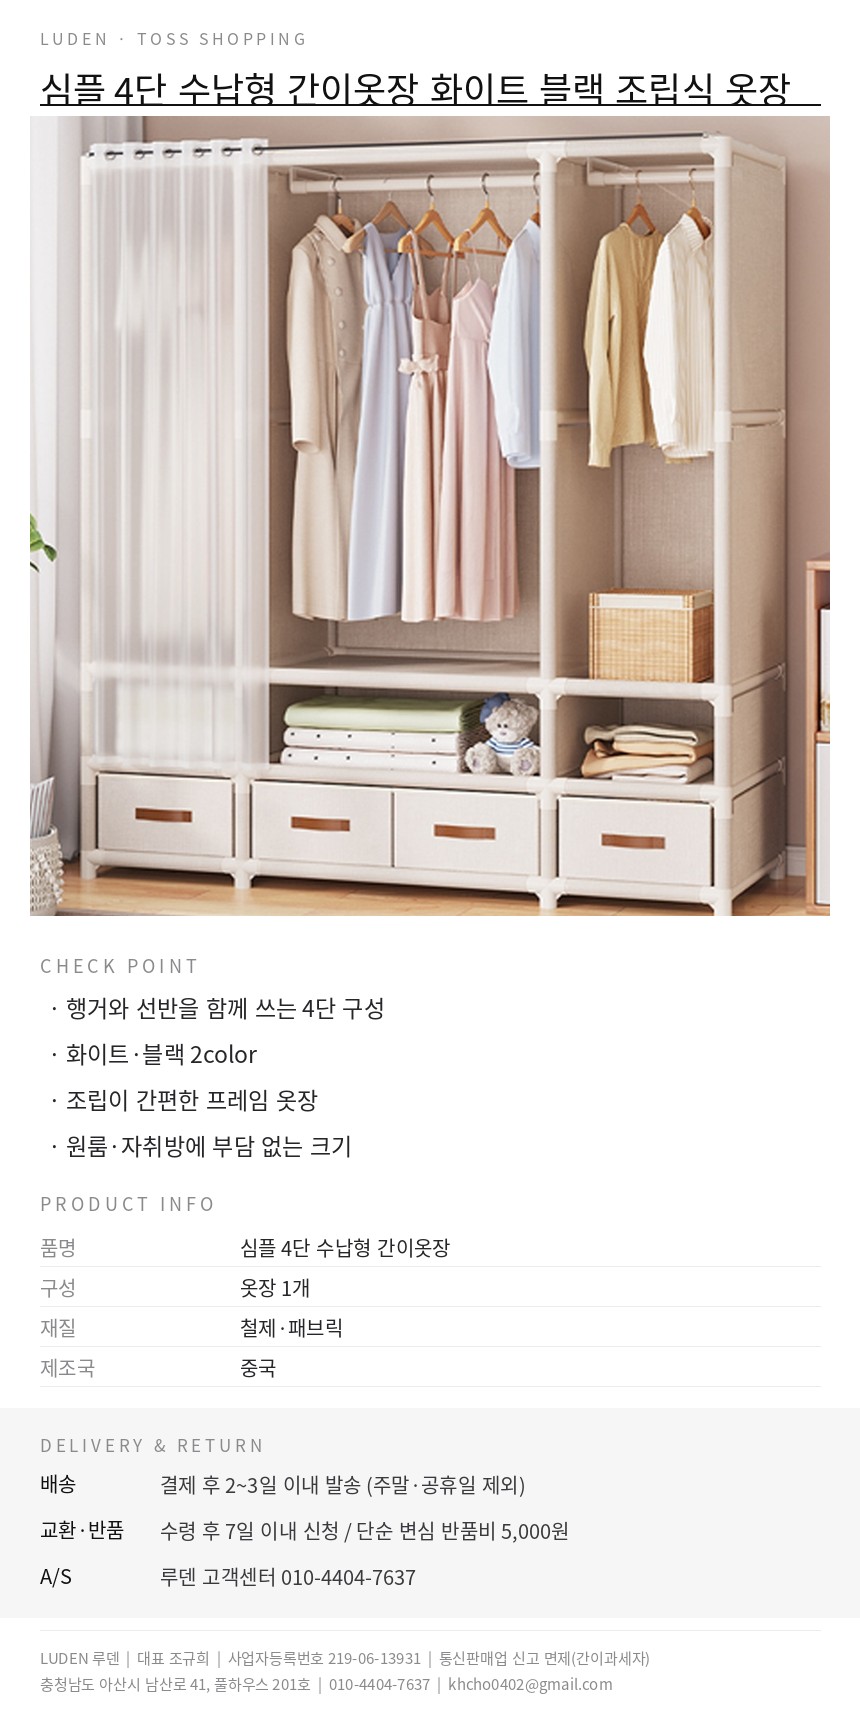 LUDEN · TOSS SHOPPING
심플 4단 수납형 간이옷장 화이트 블랙 조립식 옷장
CHECK POINT
· 행거와 선반을 함께 쓰는 4단 구성
· 화이트·블랙 2color
· 조립이 간편한 프레임 옷장
· 원룸·자취방에 부담 없는 크기
PRODUCT INFO
품명 심플 4단 수납형 간이옷장
구성 옷장 1개
재질 철제·패브릭
제조국 중국
DELIVERY & RETURN
배송 결제 후 2~3일 이내 발송 (주말·공휴일 제외)
교환·반품 수령 후 7일 이내 신청 / 단순 변심 반품비 5,000원
A/S 루덴 고객센터 010-4404-7637
LUDEN 루덴 | 대표 조규희 | 사업자등록번호 219-06-13931 | 통신판매업 신고 면제(간이과세자)
충청남도 아산시 남산로 41, 풀하우스 201호 | 010-4404-7637 | khcho0402@gmail.com